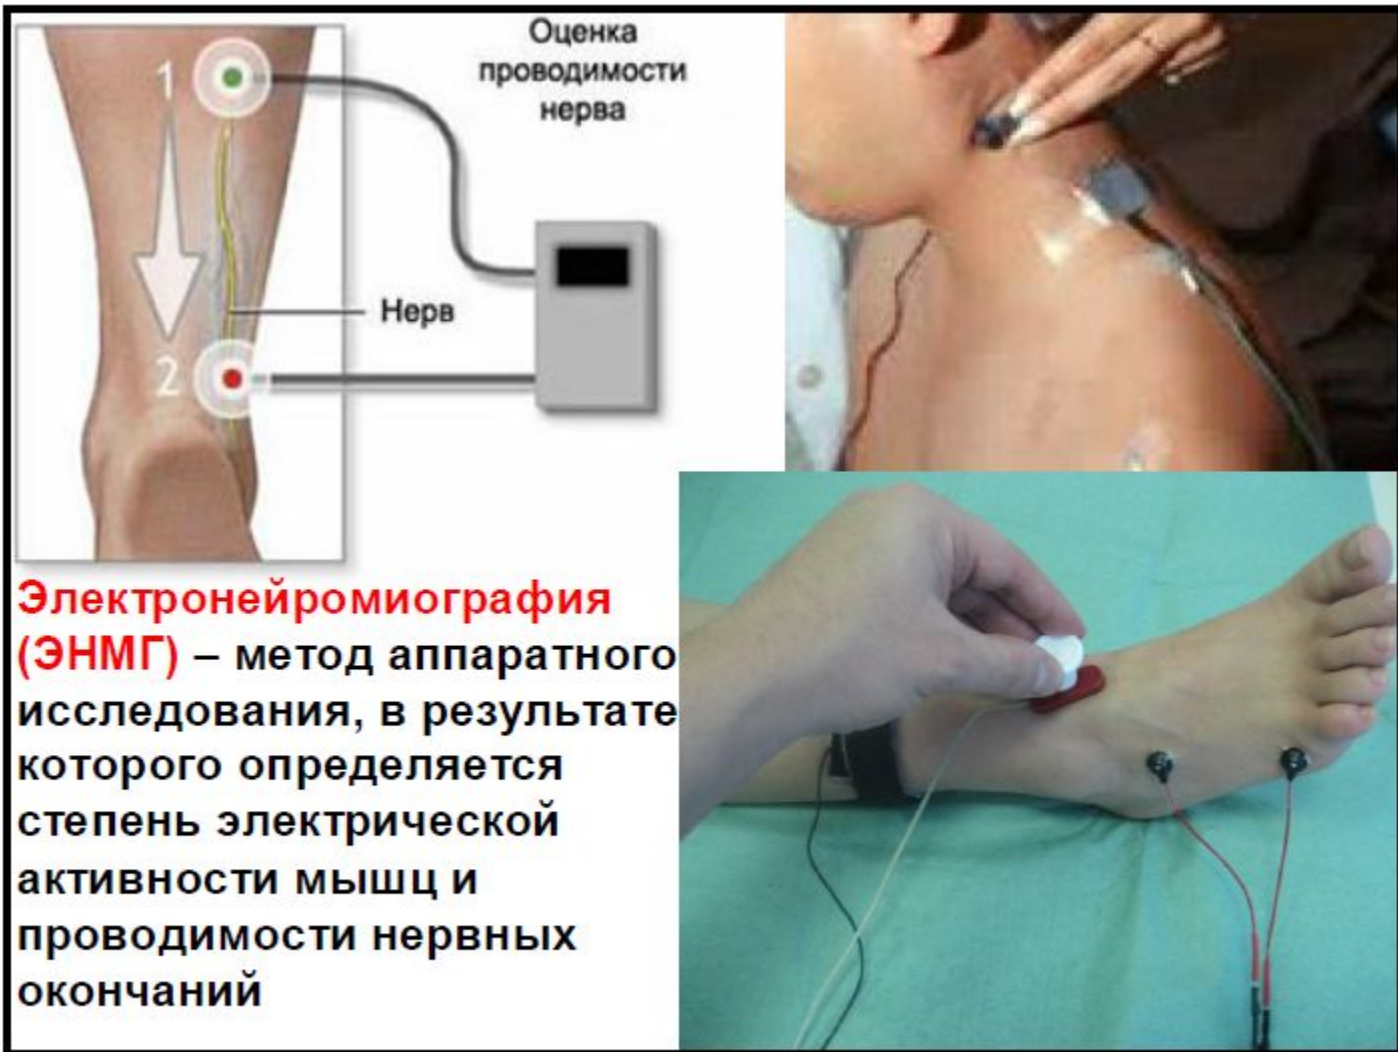 Оценка
проводимости
нерва
1
Нерв
2
Электронейромиография
(ЭНМГ) – метод аппаратного
исследования, в результате
которого определяется
степень электрической
активности мышц и
проводимости нервных
окончаний